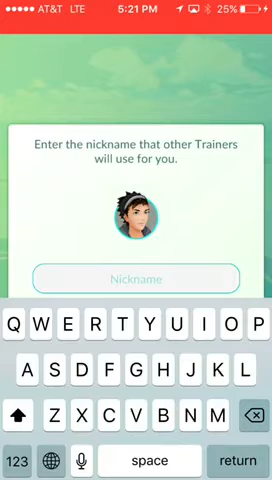 AT&T LTE 5:21 PM 25%
Enter the nickname that other Trainers
will use for you.
Nickname
Q W E R T Y U I O P
A S D F G H J K L
Z X C V B N M
123 space return